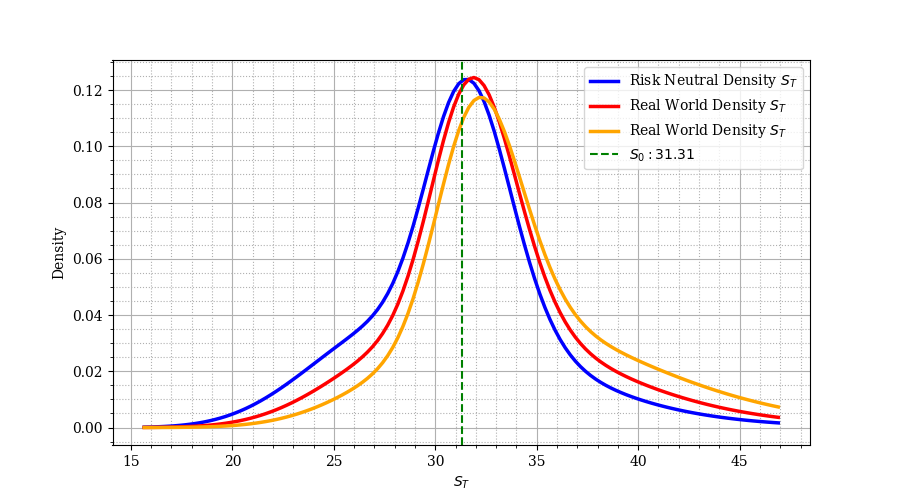 0.12
0.10
0.08
0.06
0.04
0.02
0.00
Density
Risk Neutral Density S_T
Real World Density S_T
Real World Density S_T
S_0 : 31.31
15 20 25 30 35 40 45
S_T